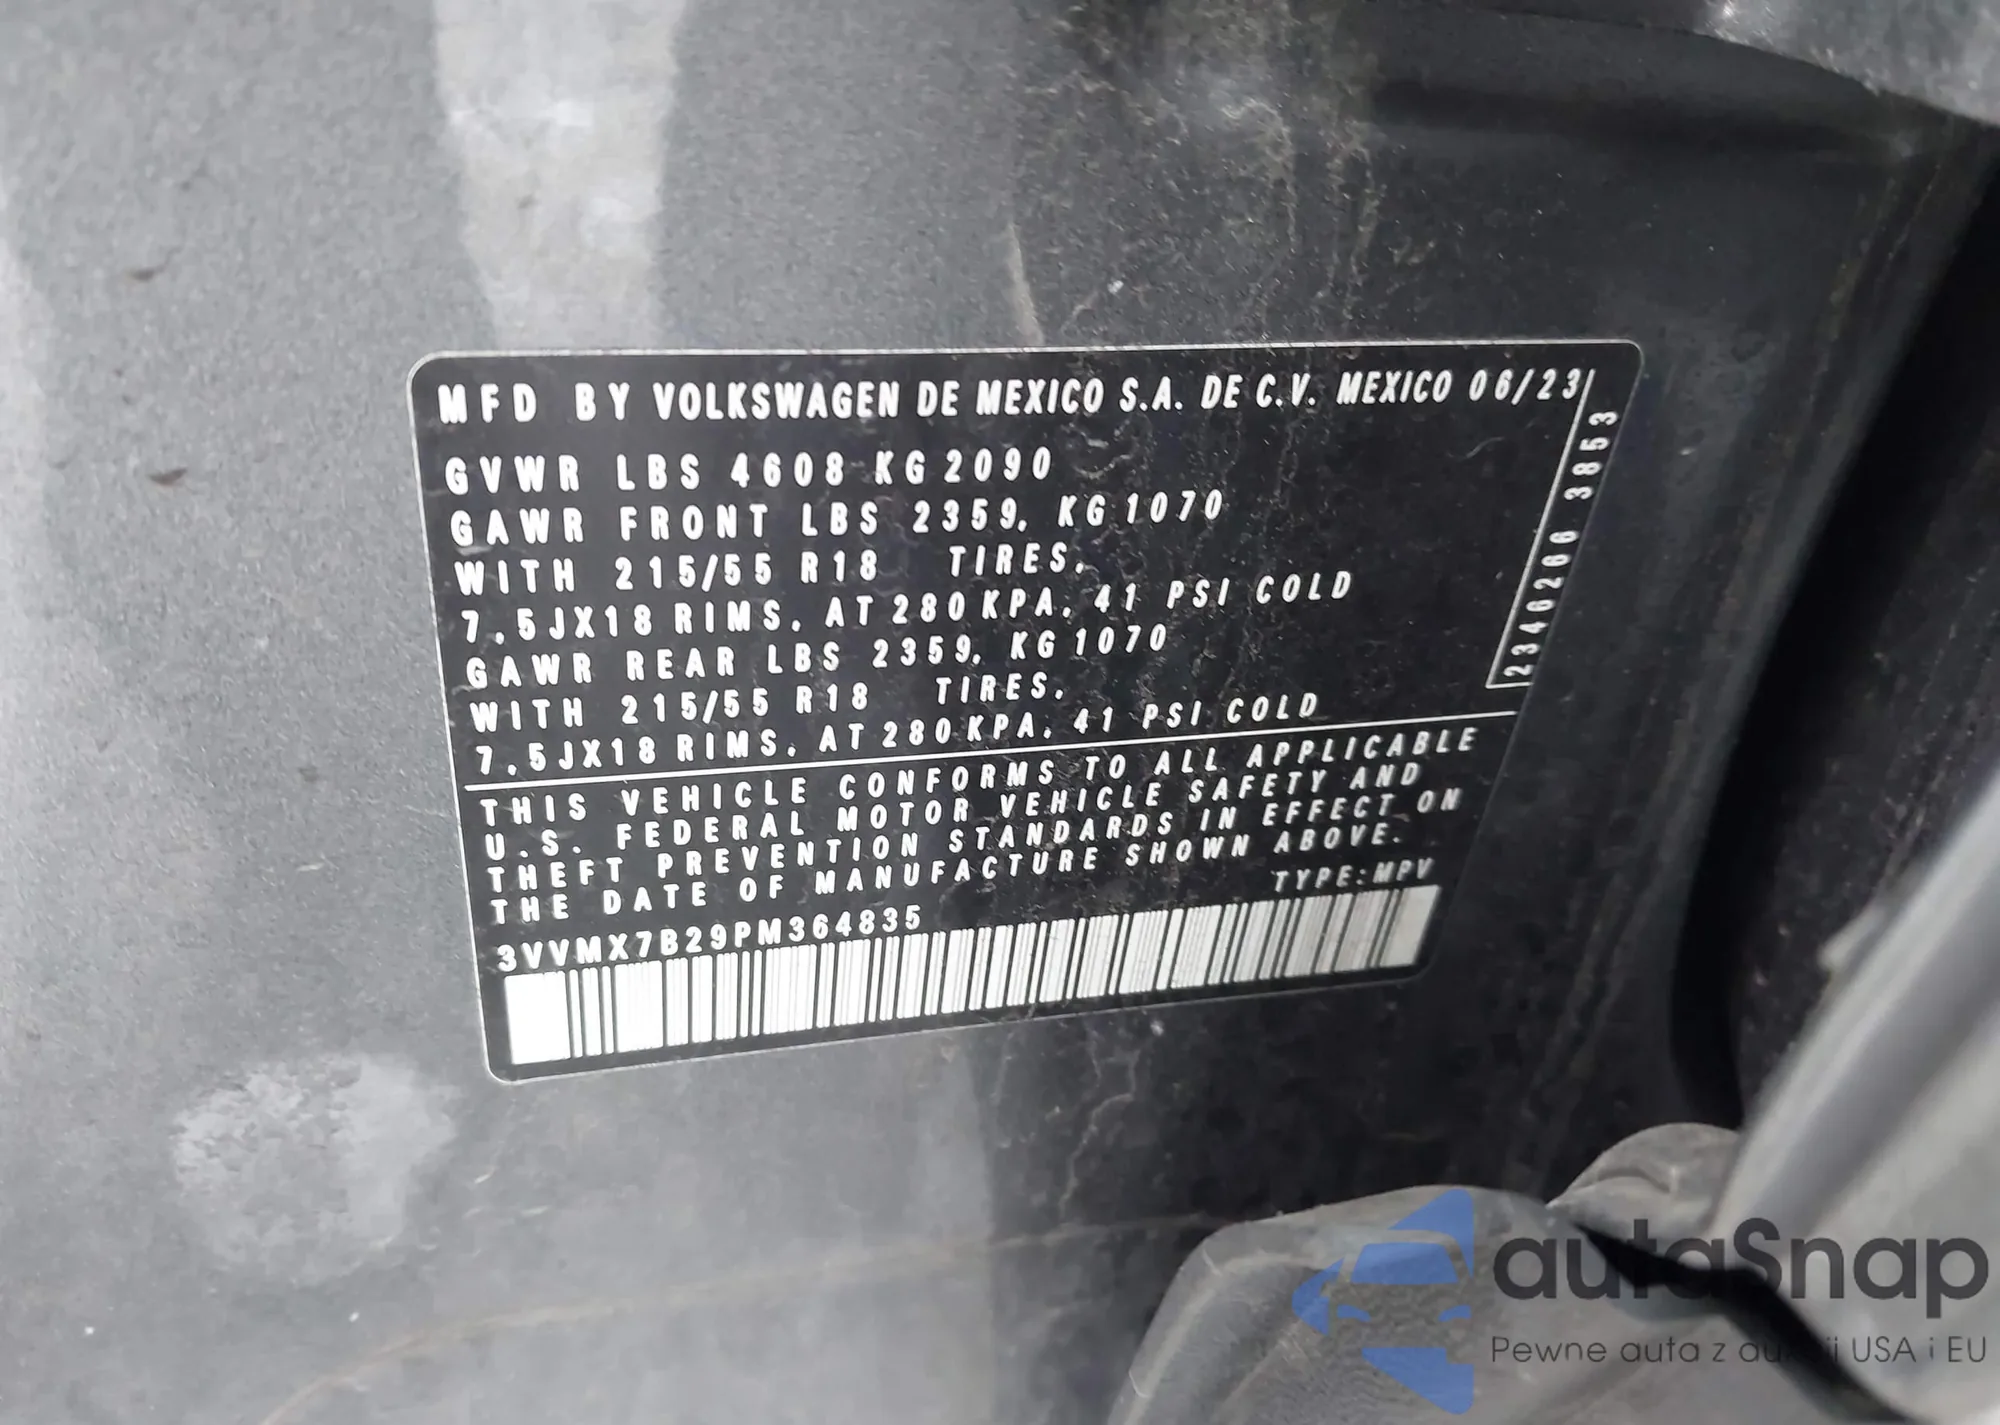 MFD BY VOLKSWAGEN DE MEXICO S.A. DE C.V. MEXICO 06/23
GVWR LBS 4608 KG 2090
GAWR FRONT LBS 2359, KG 1070
WITH 215/55 R18 TIRES,
7.5JX18 RIMS, AT 280 KPA, 41 PSI COLD
GAWR REAR LBS 2359, KG 1070
WITH 215/55 R18 TIRES,
7.5JX18 RIMS, AT 280 KPA, 41 PSI COLD
2346266 3853
THIS VEHICLE CONFORMS TO ALL APPLICABLE
U.S. FEDERAL MOTOR VEHICLE SAFETY AND
THEFT PREVENTION STANDARDS IN EFFECT ON
THE DATE OF MANUFACTURE SHOWN ABOVE.
TYPE:MPV
3VVMX7B29PM364835
autaSnap
Pewne auta z aukcji USA i EU